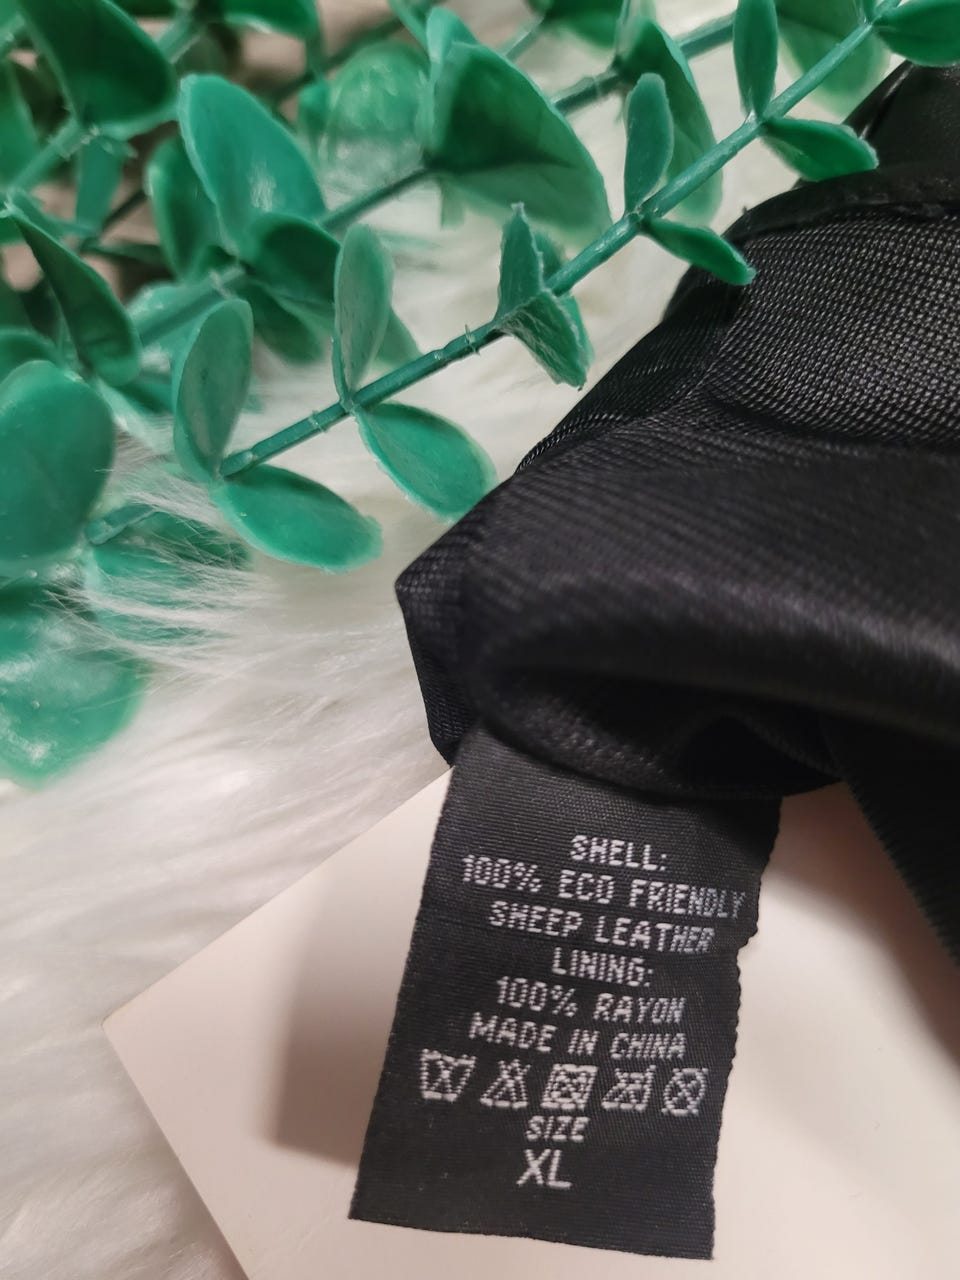 SHELL:
100% ECO FRIENDLY
SHEEP LEATHER
LINING:
100% RAYON
MADE IN CHINA
SIZE
XL